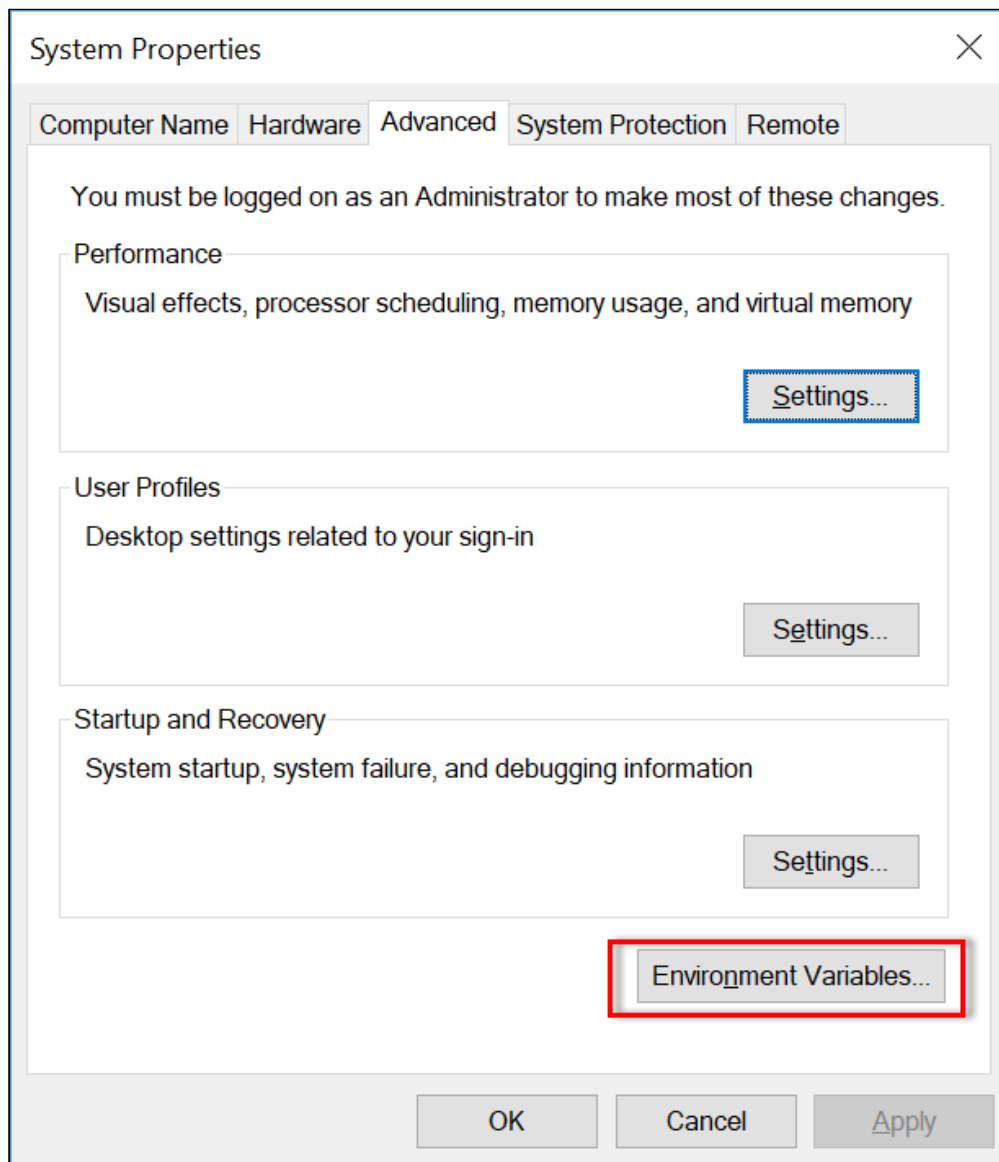 System Properties
Computer Name Hardware Advanced System Protection Remote
You must be logged on as an Administrator to make most of these changes.
Performance
Visual effects, processor scheduling, memory usage, and virtual memory
Settings...
User Profiles
Desktop settings related to your sign-in
Settings...
Startup and Recovery
System startup, system failure, and debugging information
Settings...
Environment Variables...
OK Cancel Apply